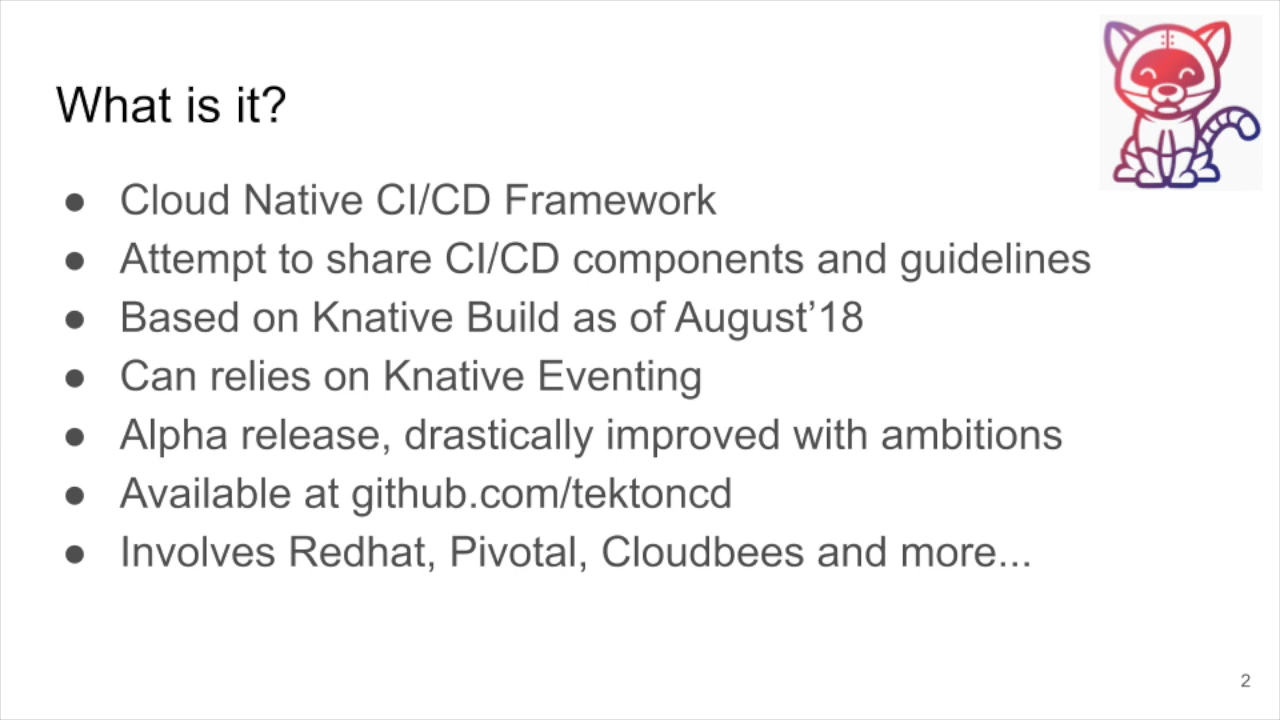 What is it?
● Cloud Native CI/CD Framework
● Attempt to share CI/CD components and guidelines
● Based on Knative Build as of August’18
● Can relies on Knative Eventing
● Alpha release, drastically improved with ambitions
● Available at github.com/tektoncd
● Involves Redhat, Pivotal, Cloudbees and more...
2